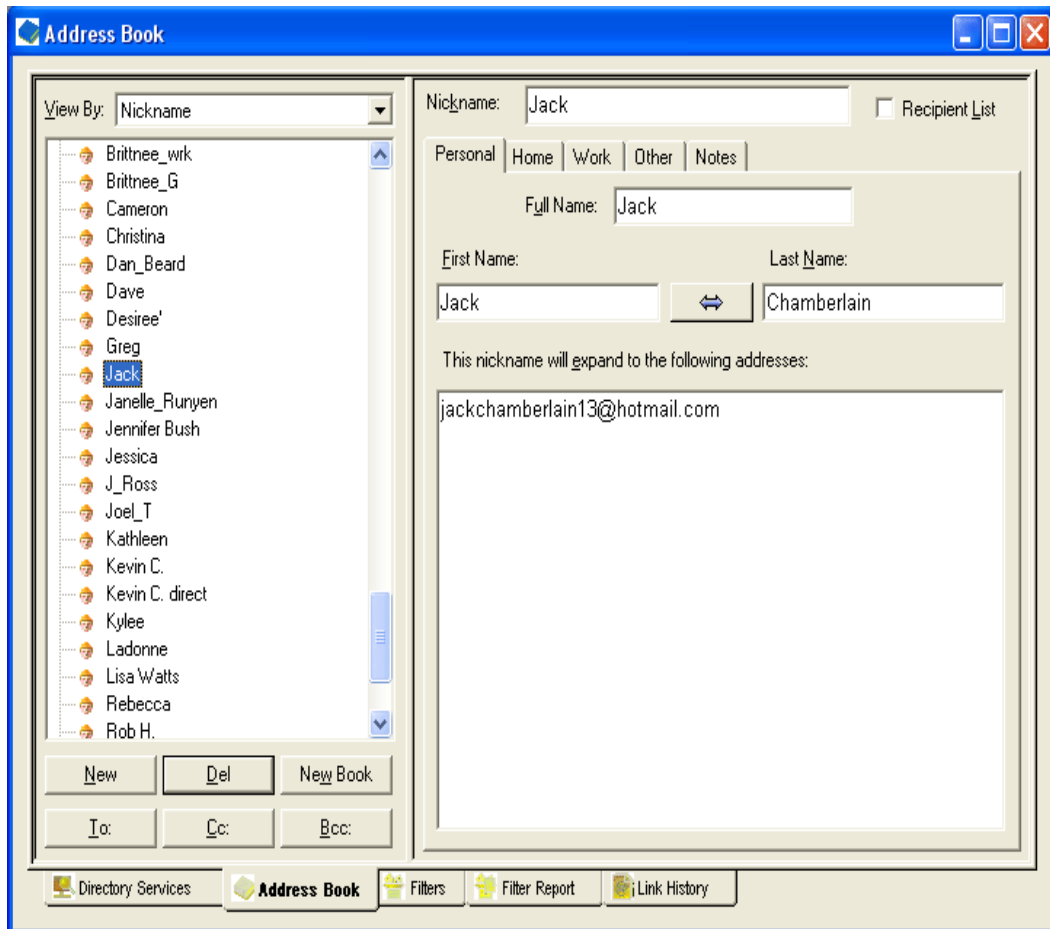 Address Book
View By: Nickname
Brittnee_wrk
Brittnee_G
Cameron
Christina
Dan_Beard
Dave
Desiree'
Greg
Jack
Janelle_Runyen
Jennifer Bush
Jessica
J_Ross
Joel_T
Kathleen
Kevin C.
Kevin C. direct
Kylee
Ladonne
Lisa Watts
Rebecca
Rob H.
New Del New Book
To: Cc: Bcc:
Nickname: Jack Recipient List
Personal Home Work Other Notes
Full Name: Jack
First Name: Last Name:
Jack Chamberlain
This nickname will expand to the following addresses:
jackchamberlain13@hotmail.com
Directory Services Address Book Filters Filter Report Link History